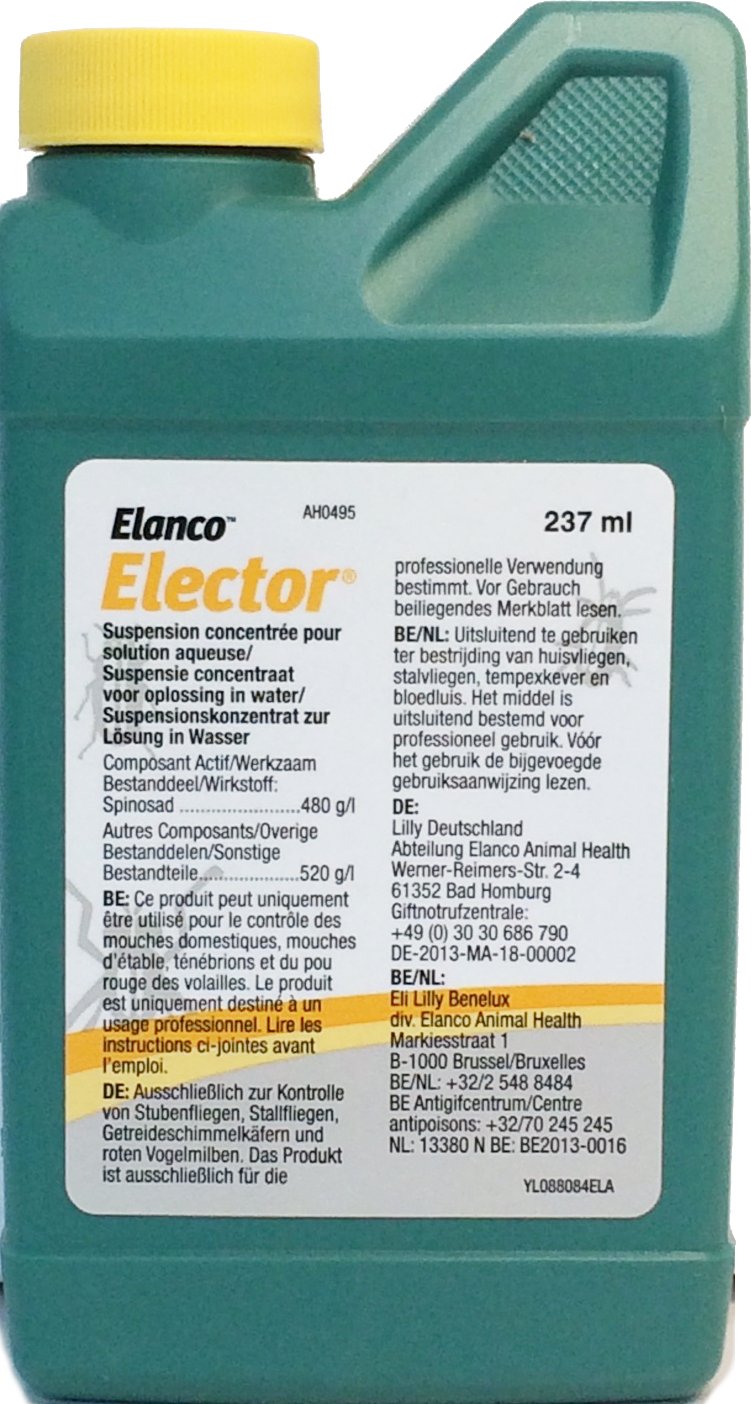 Elanco™
AH0495
237 ml
Elector®
Suspension concentrée pour
solution aqueuse/
Suspensie concentraat
voor oplossing in water/
Suspensionskonzentrat zur
Lösung in Wasser
Composant Actif/Werkzaam
Bestanddeel/Wirkstoff:
Spinosad ........................480 g/l
Autres Composants/Overige
Bestanddelen/Sonstige
Bestandteile....................520 g/l
BE: Ce produit peut uniquement
être utilisé pour le contrôle des
mouches domestiques, mouches
d'étable, ténébrions et du pou
rouge des volailles. Le produit
est uniquement destiné à un
usage professionnel. Lire les
instructions ci-jointes avant
l'emploi.
DE: Ausschließlich zur Kontrolle
von Stubenfliegen, Stallfliegen,
Getreideschimmelkäfern und
roten Vogelmilben. Das Produkt
ist ausschließlich für die
professionelle Verwendung
bestimmt. Vor Gebrauch
beiliegendes Merkblatt lesen.
BE/NL: Uitsluitend te gebruiken
ter bestrijding van huisvliegen,
stalvliegen, tempexkever en
bloedluis. Het middel is
uitsluitend bestemd voor
professioneel gebruik. Vóór
het gebruik de bijgevoegde
gebruiksaanwijzing lezen.
DE:
Lilly Deutschland
Abteilung Elanco Animal Health
Werner-Reimers-Str. 2-4
61352 Bad Homburg
Giftnotrufzentrale:
+49 (0) 30 30 686 790
DE-2013-MA-18-00002
BE/NL:
Eli Lilly Benelux
div. Elanco Animal Health
Markiesstraat 1
B-1000 Brussel/Bruxelles
BE/NL: +32/2 548 8484
BE Antigifcentrum/Centre
antipoisons: +32/70 245 245
NL: 13380 N BE: BE2013-0016
YL088084ELA